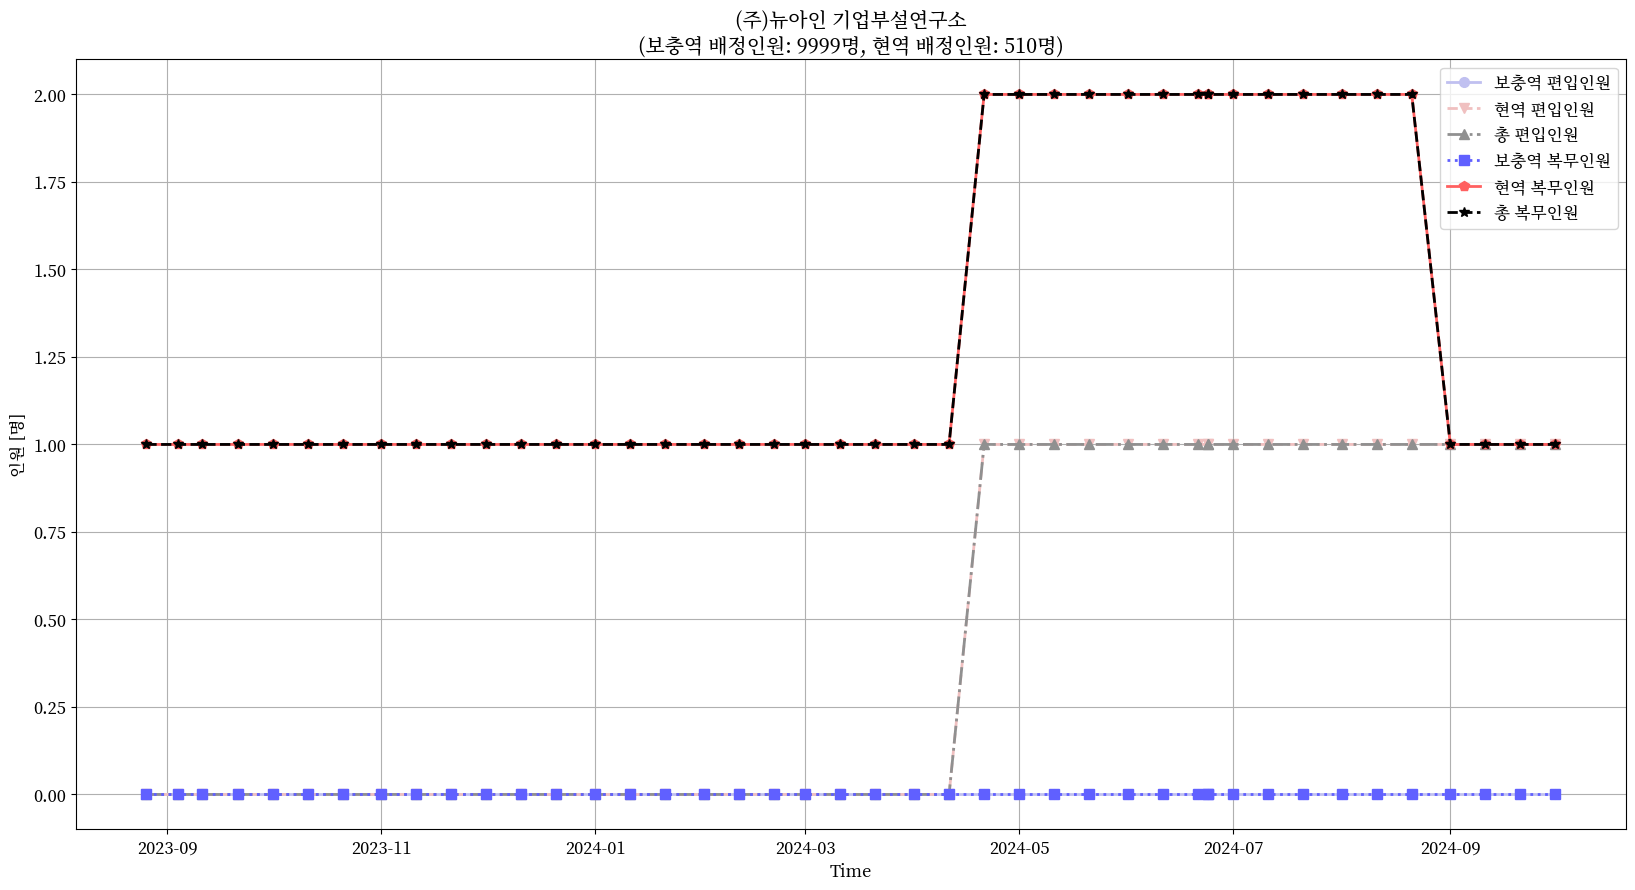 (주)뉴아인 기업부설연구소
(보충역 배정인원: 9999명, 현역 배정인원: 510명)
보충역 편입인원
현역 편입인원
총 편입인원
보충역 복무인원
현역 복무인원
총 복무인원
인원 [명]
2.00
1.75
1.50
1.25
1.00
0.75
0.50
0.25
0.00
2023-09
2023-11
2024-01
2024-03
2024-05
2024-07
2024-09
Time